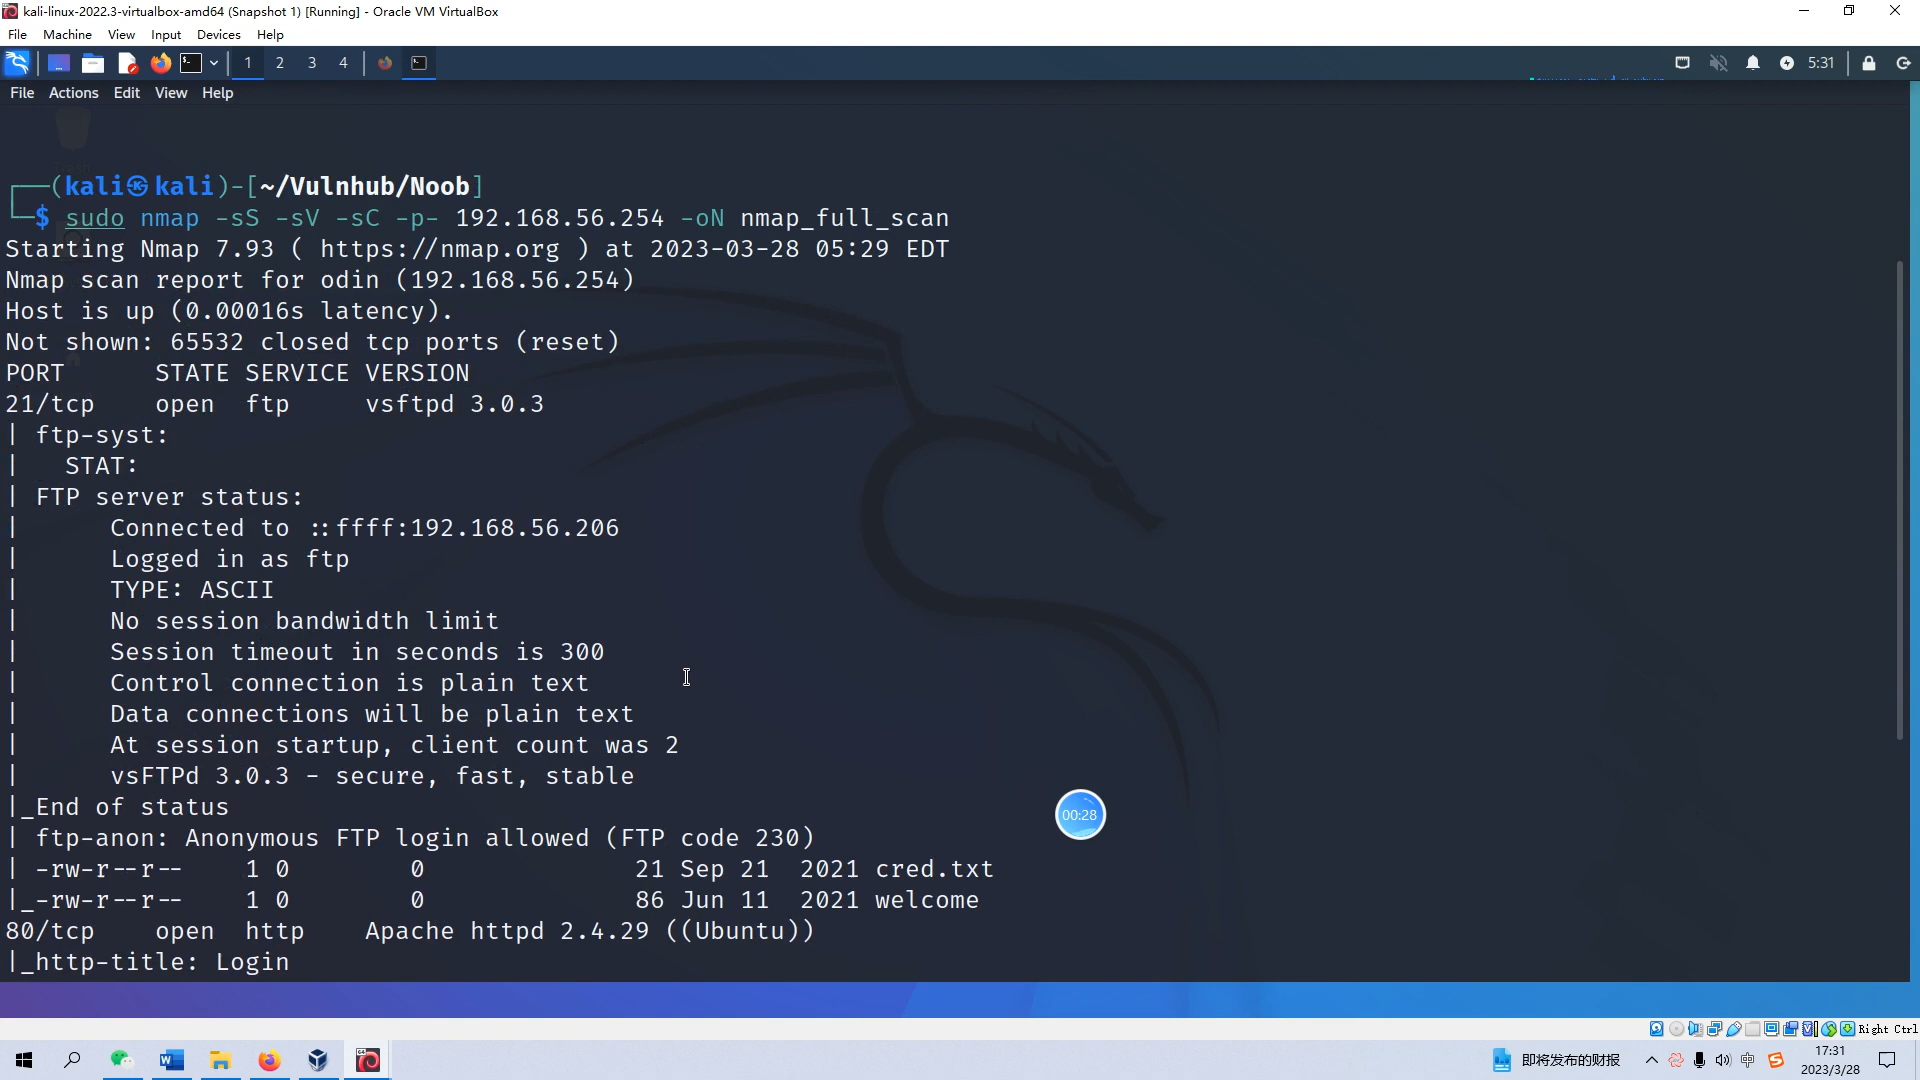 kali-linux-2022.3-virtualbox-amd64 (Snapshot 1) [Running] - Oracle VM VirtualBox
File Machine View Input Devices Help
1 2 3 4 5:31
File Actions Edit View Help
┌──(kali㉿kali)-[~/Vulnhub/Noob]
└─$ sudo nmap -sS -sV -sC -p- 192.168.56.254 -oN nmap_full_scan
Starting Nmap 7.93 ( https://nmap.org ) at 2023-03-28 05:29 EDT
Nmap scan report for odin (192.168.56.254)
Host is up (0.00016s latency).
Not shown: 65532 closed tcp ports (reset)
PORT      STATE SERVICE VERSION
21/tcp    open  ftp     vsftpd 3.0.3
| ftp-syst:
|   STAT:
| FTP server status:
|      Connected to ::ffff:192.168.56.206
|      Logged in as ftp
|      TYPE: ASCII
|      No session bandwidth limit
|      Session timeout in seconds is 300
|      Control connection is plain text
|      Data connections will be plain text
|      At session startup, client count was 2
|      vsFTPd 3.0.3 - secure, fast, stable
|_End of status
| ftp-anon: Anonymous FTP login allowed (FTP code 230)
| -rw-r--r--    1 0        0              21 Sep 21  2021 cred.txt
|_-rw-r--r--    1 0        0              86 Jun 11  2021 welcome
80/tcp    open  http    Apache httpd 2.4.29 ((Ubuntu))
|_http-title: Login
00:28
Right Ctrl
即将发布的财报 中 17:31
2023/3/28